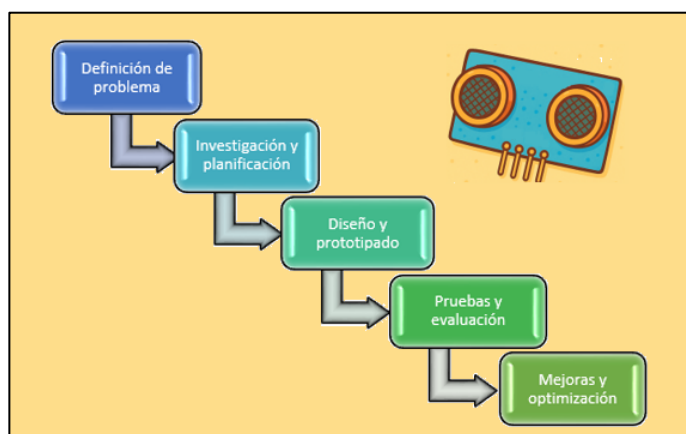 Definición de
problema
Investigación y
planificación
Diseño y
prototipado
Pruebas y
evaluación
Mejoras y
optimización